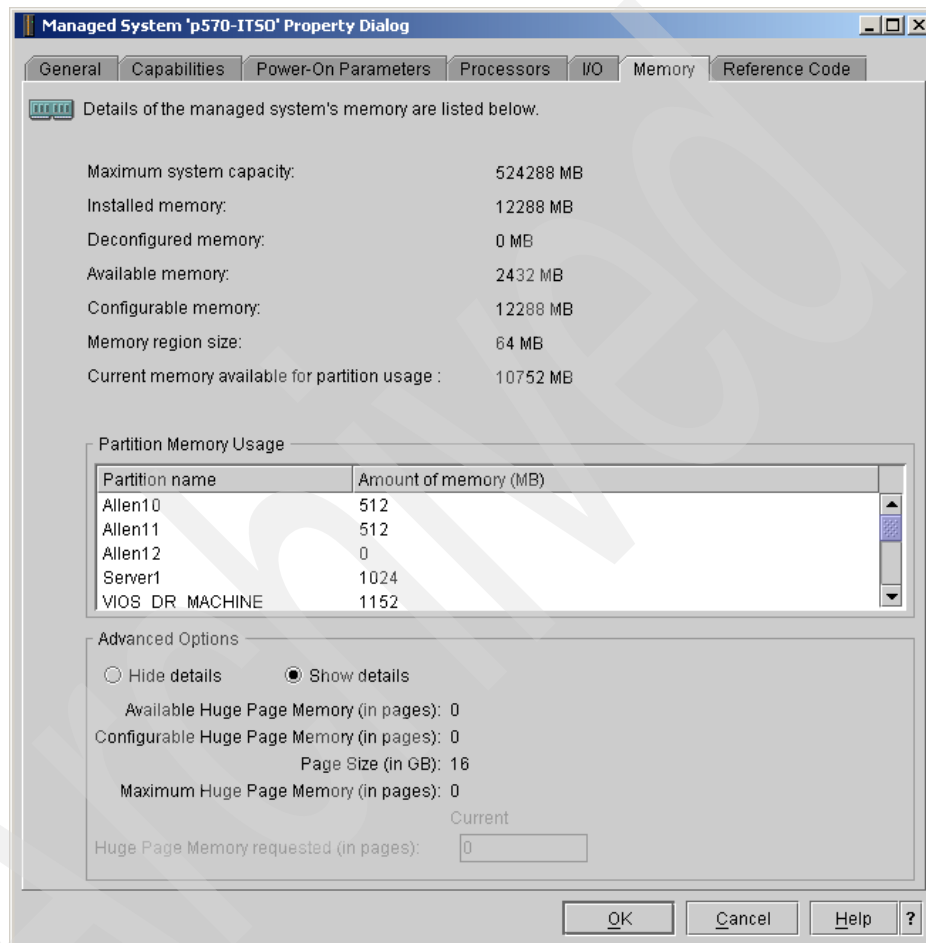 Managed System 'p570-ITSO' Property Dialog
General Capabilities Power-On Parameters Processors I/O Memory Reference Code
Details of the managed system's memory are listed below.
Maximum system capacity: 524288 MB
Installed memory: 12288 MB
Deconfigured memory: 0 MB
Available memory: 2432 MB
Configurable memory: 12288 MB
Memory region size: 64 MB
Current memory available for partition usage : 10752 MB
Partition Memory Usage
Partition name Amount of memory (MB)
Allen10 512
Allen11 512
Allen12 0
Server1 1024
VIOS_DR_MACHINE 1152
Advanced Options
Hide details Show details
Available Huge Page Memory (in pages): 0
Configurable Huge Page Memory (in pages): 0
Page Size (in GB): 16
Maximum Huge Page Memory (in pages): 0
Current
Huge Page Memory requested (in pages): 0
OK Cancel Help ?
Archived